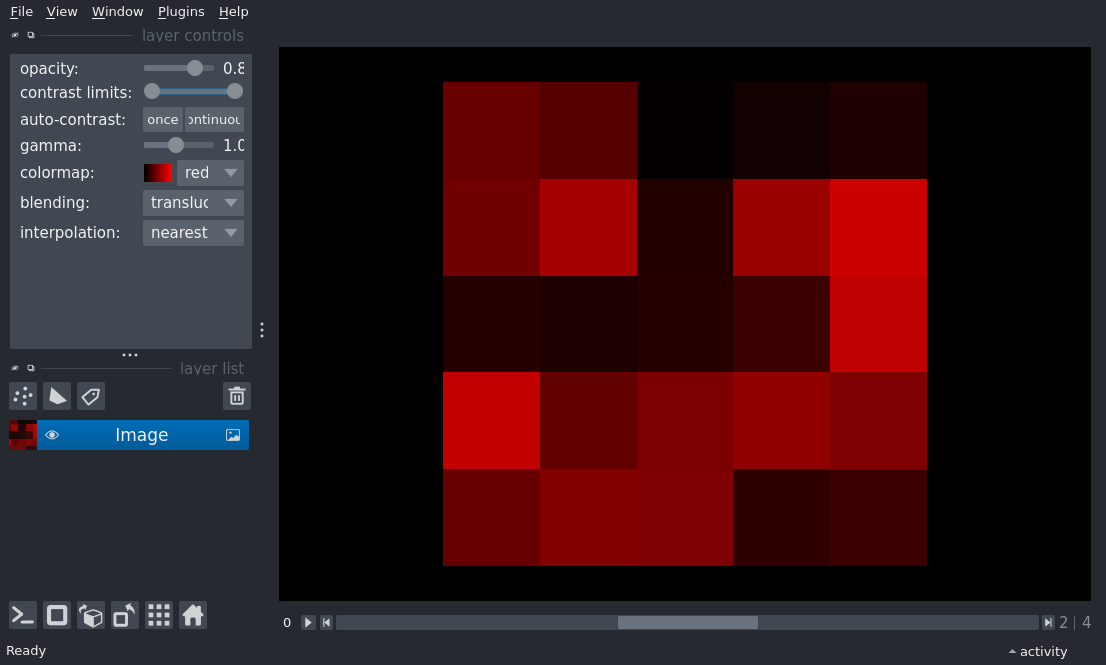 File View Window Plugins Help
layer controls
opacity: 0.8
contrast limits:
auto-contrast: once ontinuou
gamma: 1.0
colormap: red
blending: transluc
interpolation: nearest
layer list
Image
0 2 | 4
Ready activity